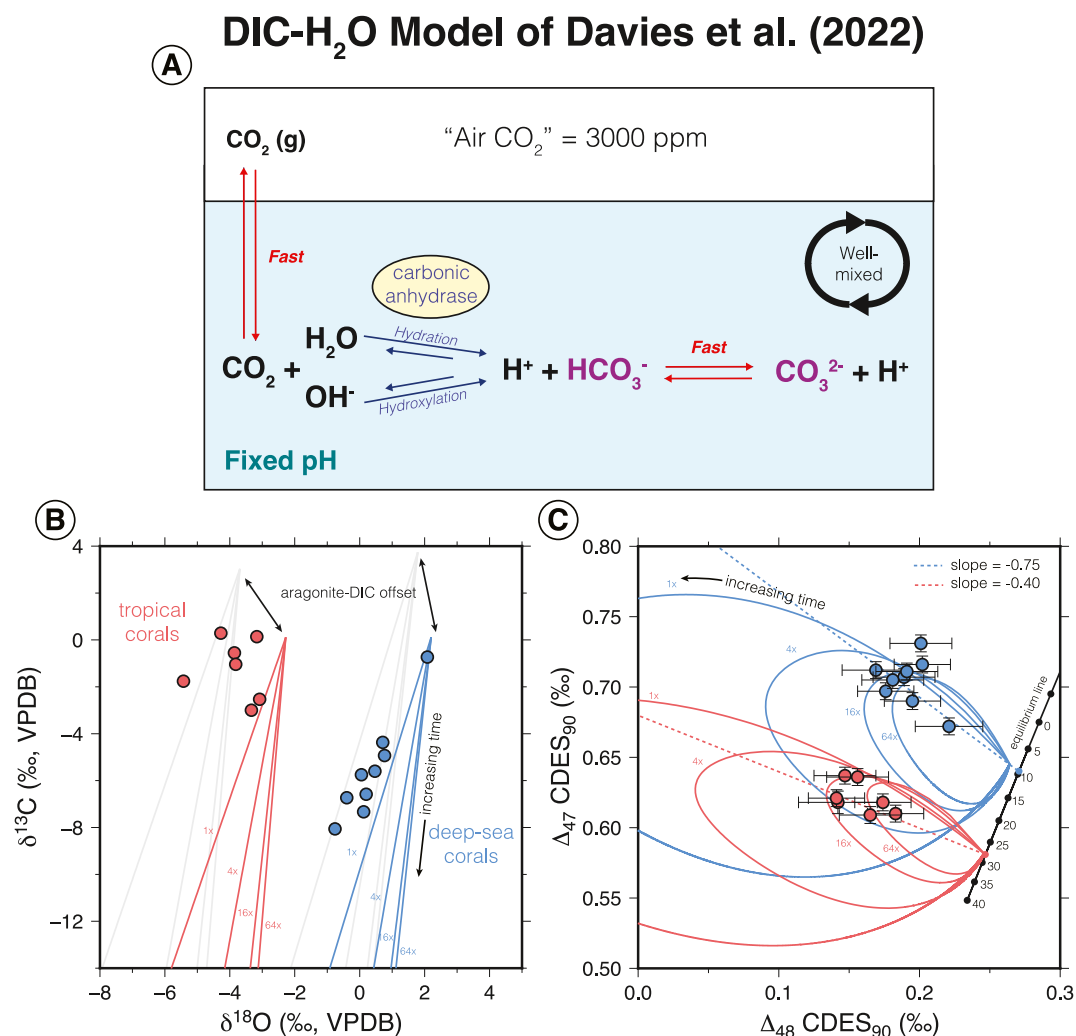 DIC-H₂O Model of Davies et al. (2022)
A
CO₂ (g)
"Air CO₂" = 3000 ppm
Fast
carbonic
anhydrase
Well-
mixed
H₂O
Hydration
CO₂ +
H⁺ + HCO₃⁻
Fast
CO₃²⁻ + H⁺
OH⁻
Hydroxylation
Fixed pH
B
4
0
−4
−8
−12
−8
−6
−4
−2
0
2
4
δ¹³C (‰, VPDB)
δ¹⁸O (‰, VPDB)
tropical
corals
aragonite-DIC offset
increasing time
deep-sea
corals
1x
4x
16x
64x
1x
4x
16x
64x
C
0.80
0.75
0.70
0.65
0.60
0.55
0.50
0.0
0.1
0.2
0.3
Δ₄₇ CDES₉₀ (‰)
Δ₄₈ CDES₉₀ (‰)
slope = -0.75
slope = -0.40
increasing time
1x
4x
16x
64x
1x
4x
16x
64x
equilibrium line
0
5
10
15
20
25
30
35
40